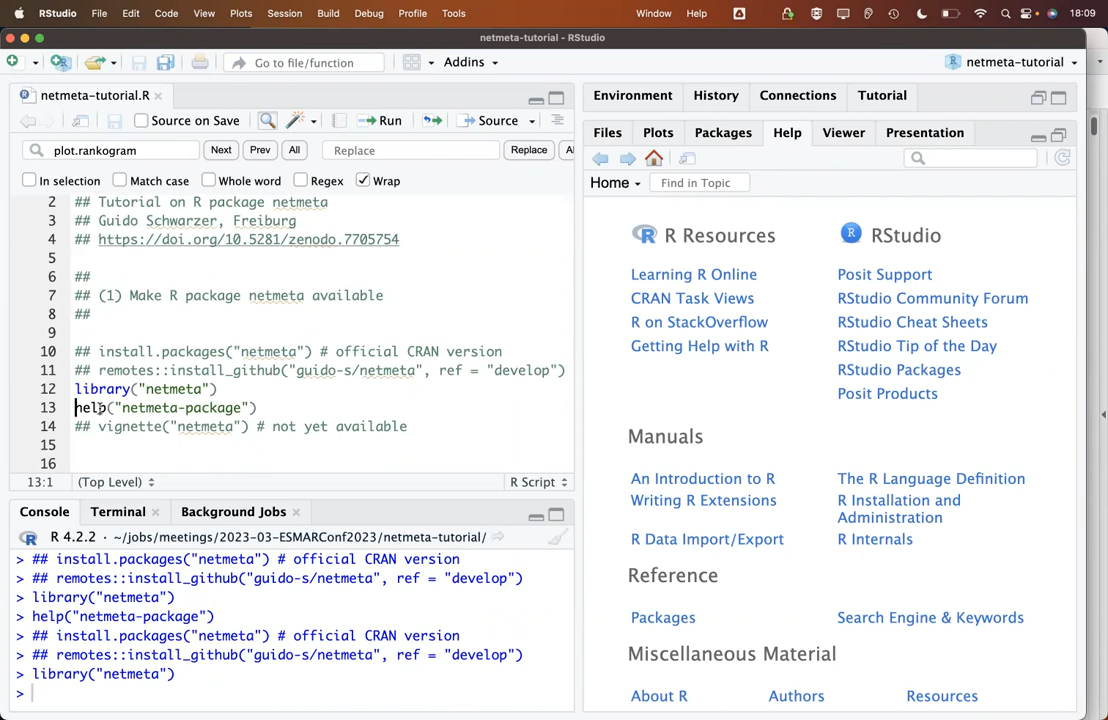 RStudio File Edit Code View Plots Session Build Debug Profile Tools Window Help 18:09
netmeta-tutorial - RStudio
Go to file/function Addins netmeta-tutorial
netmeta-tutorial.R
Source on Save Run Source
plot.rankogram Next Prev All Replace Replace Al
In selection Match case Whole word Regex Wrap
2 ## Tutorial on R package netmeta
3 ## Guido Schwarzer, Freiburg
4 ## https://doi.org/10.5281/zenodo.7705754
5
6 ##
7 ## (1) Make R package netmeta available
8 ##
9
10 ## install.packages("netmeta") # official CRAN version
11 ## remotes::install_github("guido-s/netmeta", ref = "develop")
12 library("netmeta")
13 help("netmeta-package")
14 ## vignette("netmeta") # not yet available
15
16
13:1 (Top Level) R Script
Console Terminal Background Jobs
R 4.2.2 · ~/jobs/meetings/2023-03-ESMARConf2023/netmeta-tutorial/
> ## install.packages("netmeta") # official CRAN version
> ## remotes::install_github("guido-s/netmeta", ref = "develop")
> library("netmeta")
> help("netmeta-package")
> ## install.packages("netmeta") # official CRAN version
> ## remotes::install_github("guido-s/netmeta", ref = "develop")
> library("netmeta")
>
Environment History Connections Tutorial
Files Plots Packages Help Viewer Presentation
Home Find in Topic
R Resources
Learning R Online
CRAN Task Views
R on StackOverflow
Getting Help with R
RStudio
Posit Support
RStudio Community Forum
RStudio Cheat Sheets
RStudio Tip of the Day
RStudio Packages
Posit Products
Manuals
An Introduction to R
The R Language Definition
Writing R Extensions
R Installation and
Administration
R Data Import/Export
R Internals
Reference
Packages
Search Engine & Keywords
Miscellaneous Material
About R
Authors
Resources